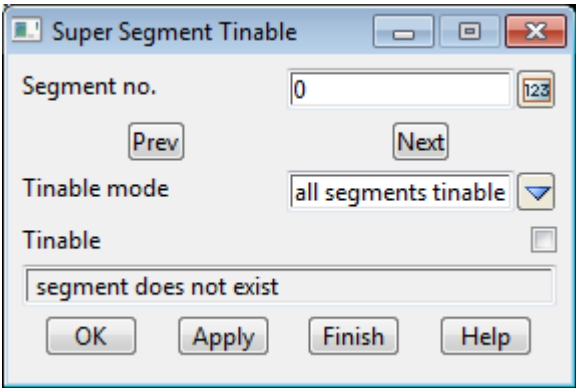 Super Segment Tinable
Segment no. 0 123
Prev Next
Tinable mode all segments tinable
Tinable
segment does not exist
OK Apply Finish Help